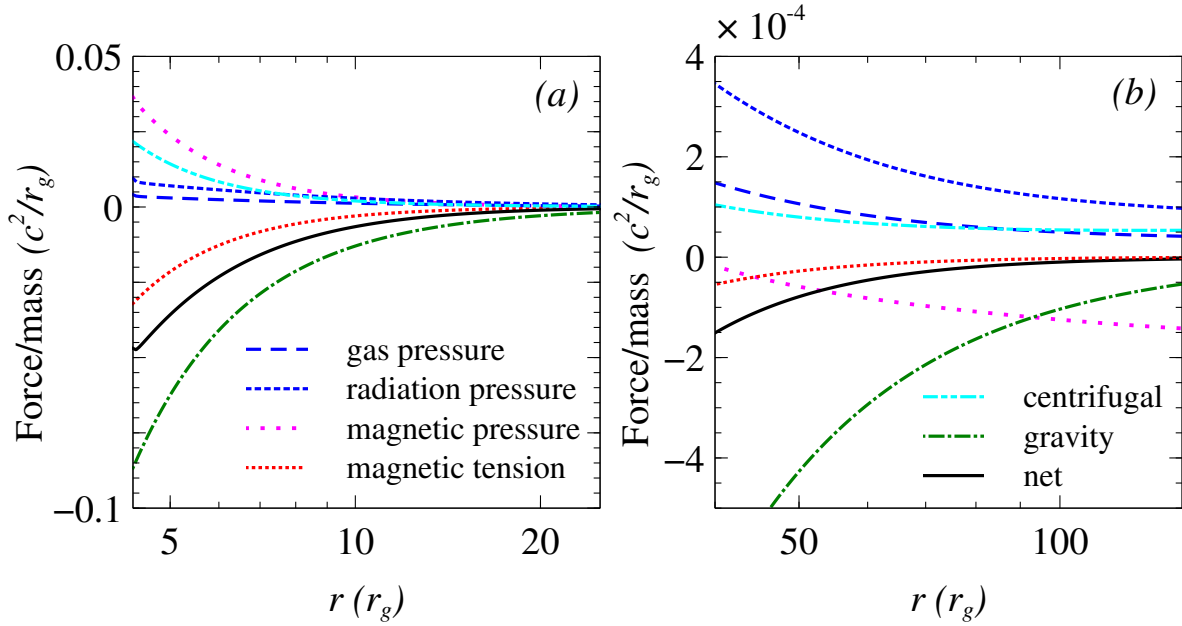 0.05
0
−0.1
Force/mass (c²/r_g)
(a)
gas pressure
radiation pressure
magnetic pressure
magnetic tension
5
10
20
r (r_g)
× 10⁻⁴
4
2
0
−2
−4
Force/mass (c²/r_g)
(b)
centrifugal
gravity
net
50
100
r (r_g)